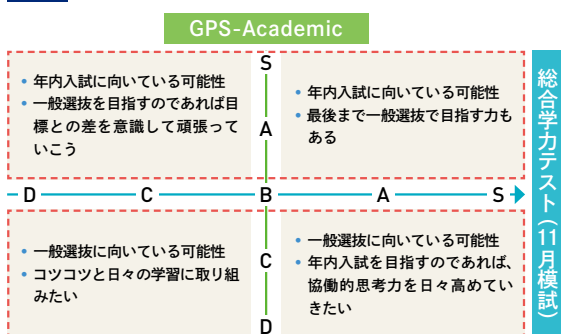 GPS-Academic
S
• 年内入試に向いている可能性
• 一般選抜を目指すのであれば目
標との差を意識して頑張って
いこう
• 年内入試に向いている可能性
• 最後まで一般選抜で目指す力も
ある
A
D C B A S
• 一般選抜に向いている可能性
• コツコツと日々の学習に取り組
みたい
• 一般選抜に向いている可能性
• 年内入試を目指すのであれば、
協働的思考力を日々高めてい
きたい
C
D
総合学力テスト(11月模試)